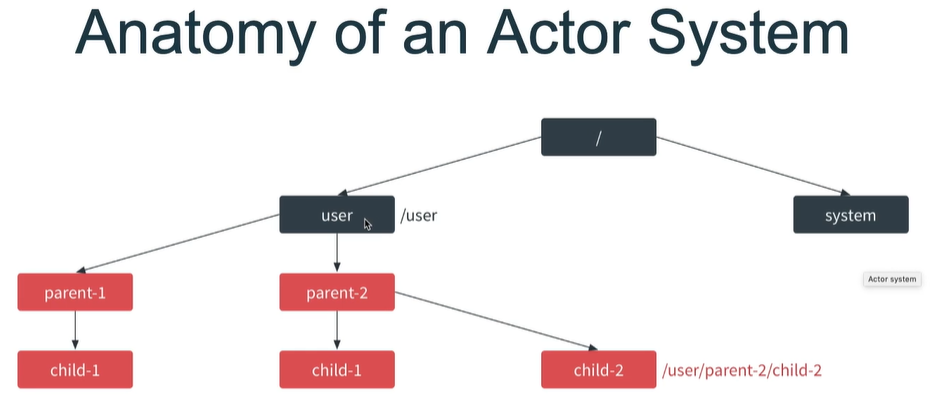 Anatomy of an Actor System
/
user
/user
system
Actor system
parent-1
parent-2
child-1
child-1
child-2
/user/parent-2/child-2